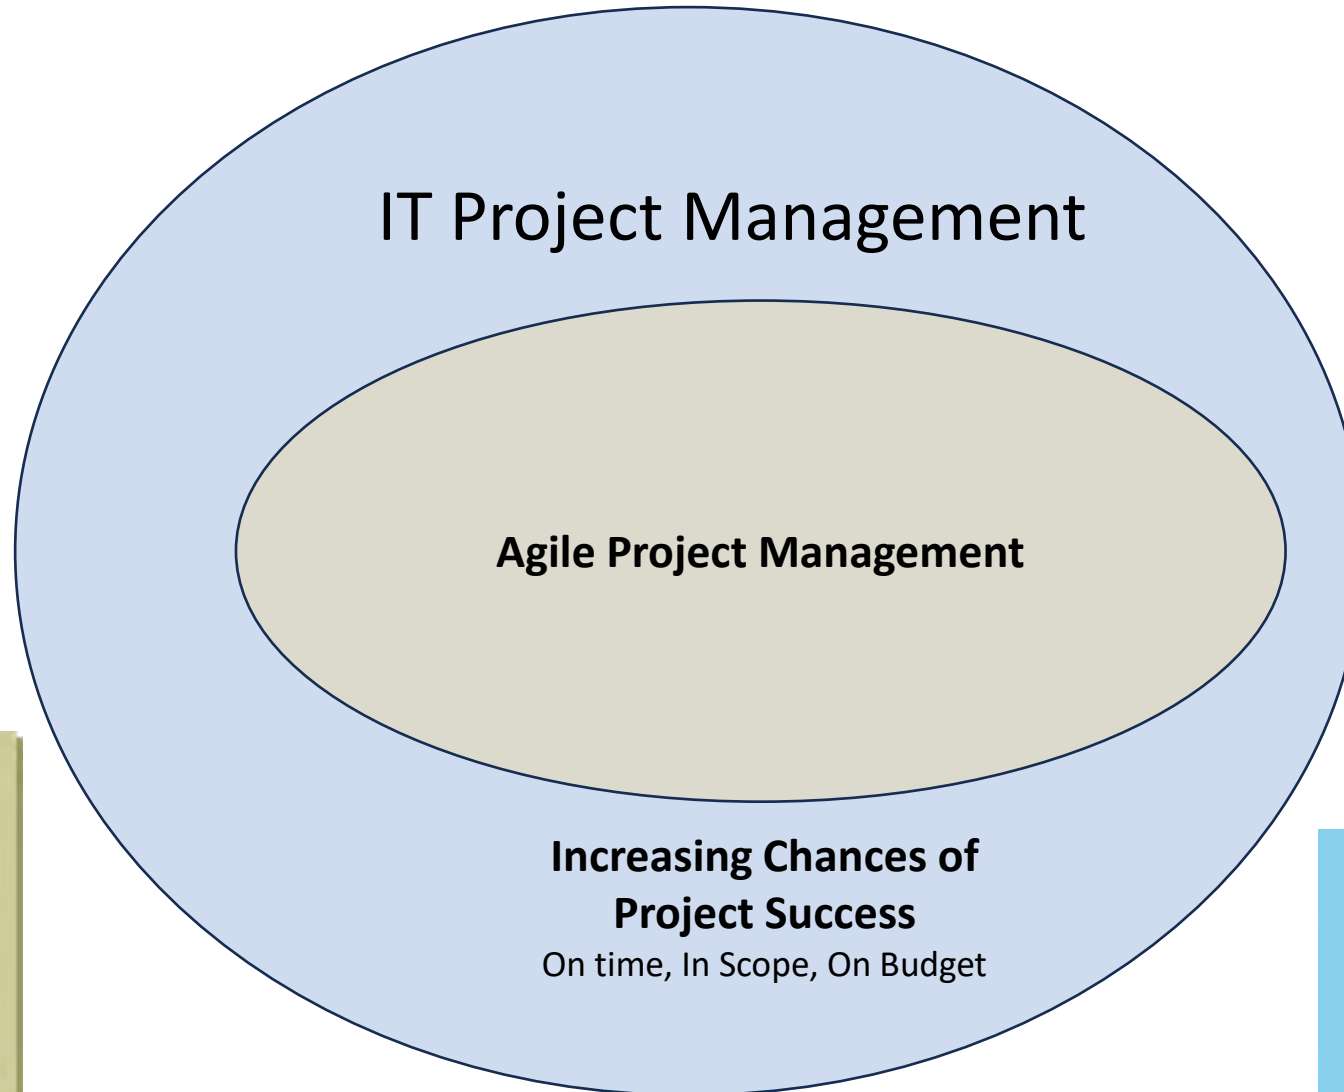 IT Project Management
Agile Project Management
Increasing Chances of
Project Success
On time, In Scope, On Budget